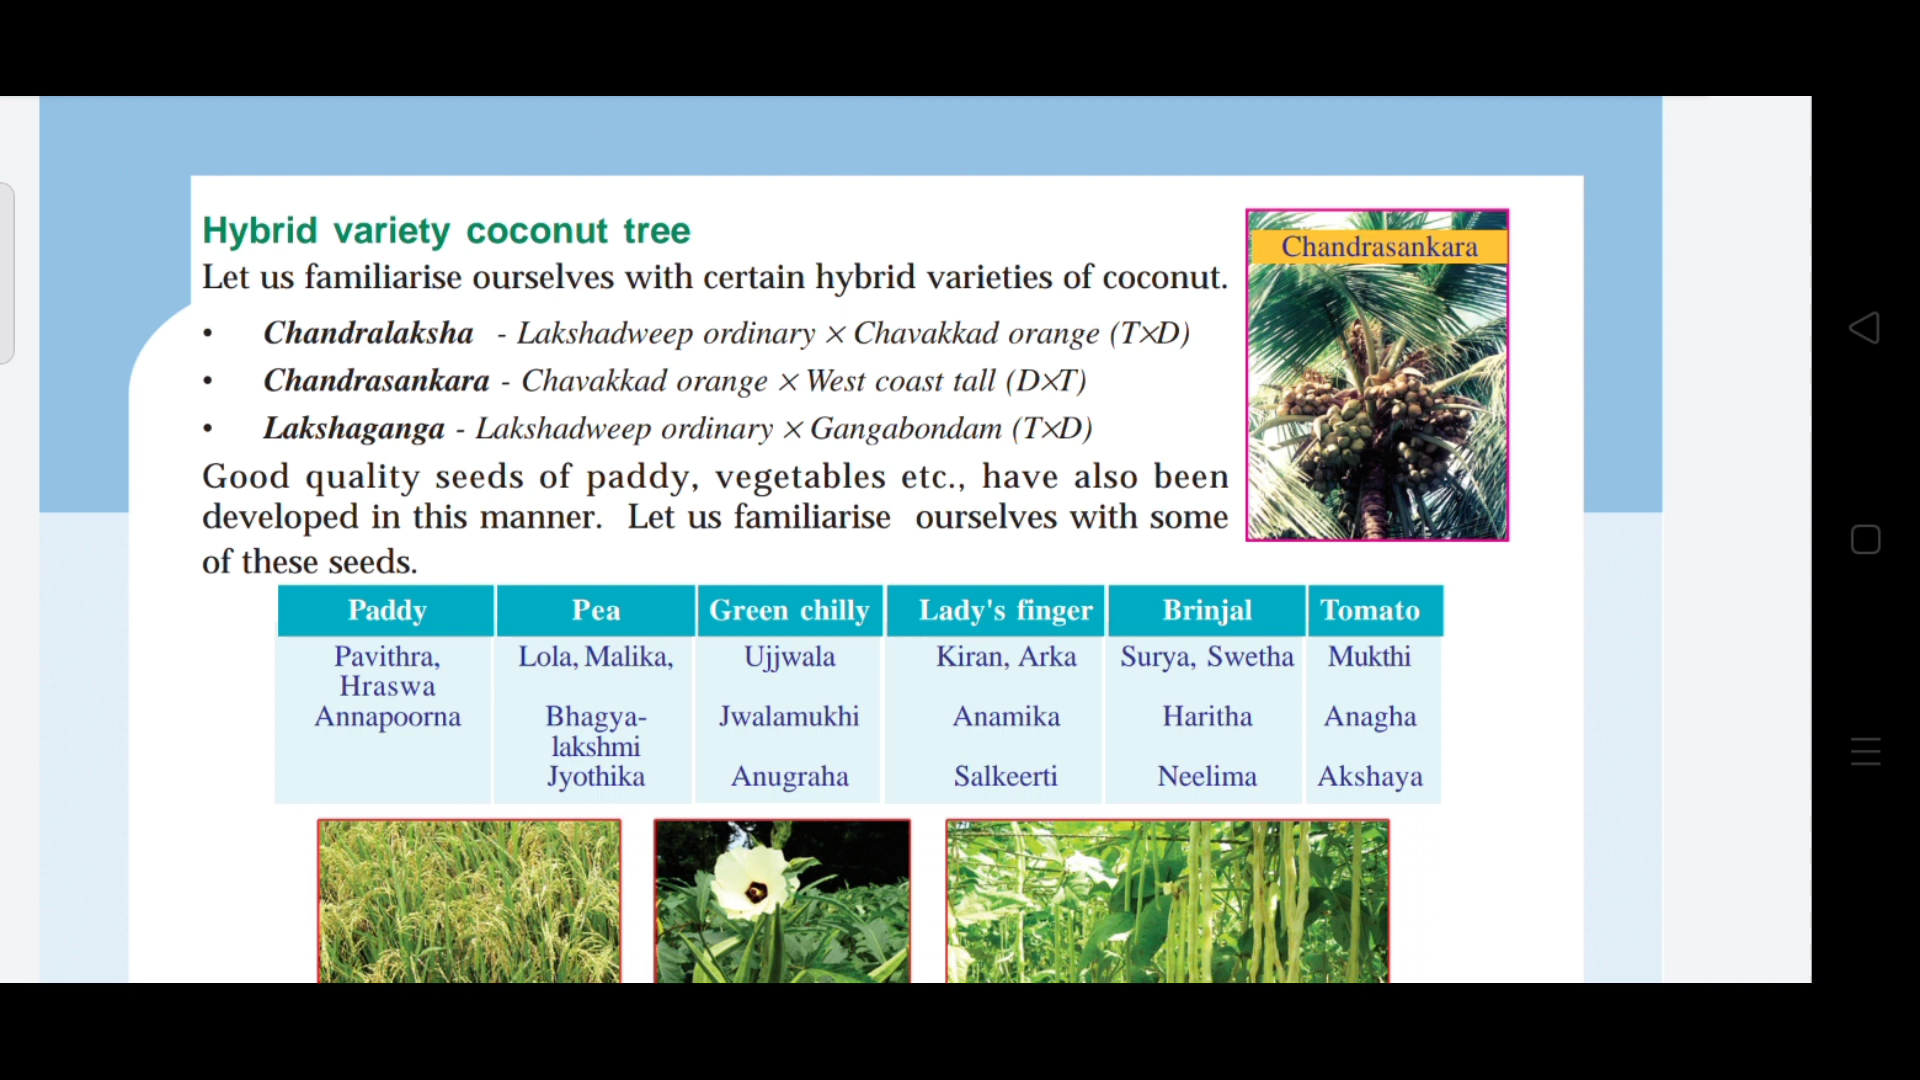 Hybrid variety coconut tree
Let us familiarise ourselves with certain hybrid varieties of coconut.
• Chandralaksha - Lakshadweep ordinary × Chavakkad orange (T×D)
• Chandrasankara - Chavakkad orange × West coast tall (D×T)
• Lakshaganga - Lakshadweep ordinary × Gangabondam (T×D)
Good quality seeds of paddy, vegetables etc., have also been
developed in this manner. Let us familiarise ourselves with some
of these seeds.
Chandrasankara
Paddy Pea Green chilly Lady's finger Brinjal Tomato
Pavithra, Lola, Malika, Ujjwala Kiran, Arka Surya, Swetha Mukthi
Hraswa
Annapoorna Bhagya- Jwalamukhi Anamika Haritha Anagha
lakshmi
Jyothika Anugraha Salkeerti Neelima Akshaya